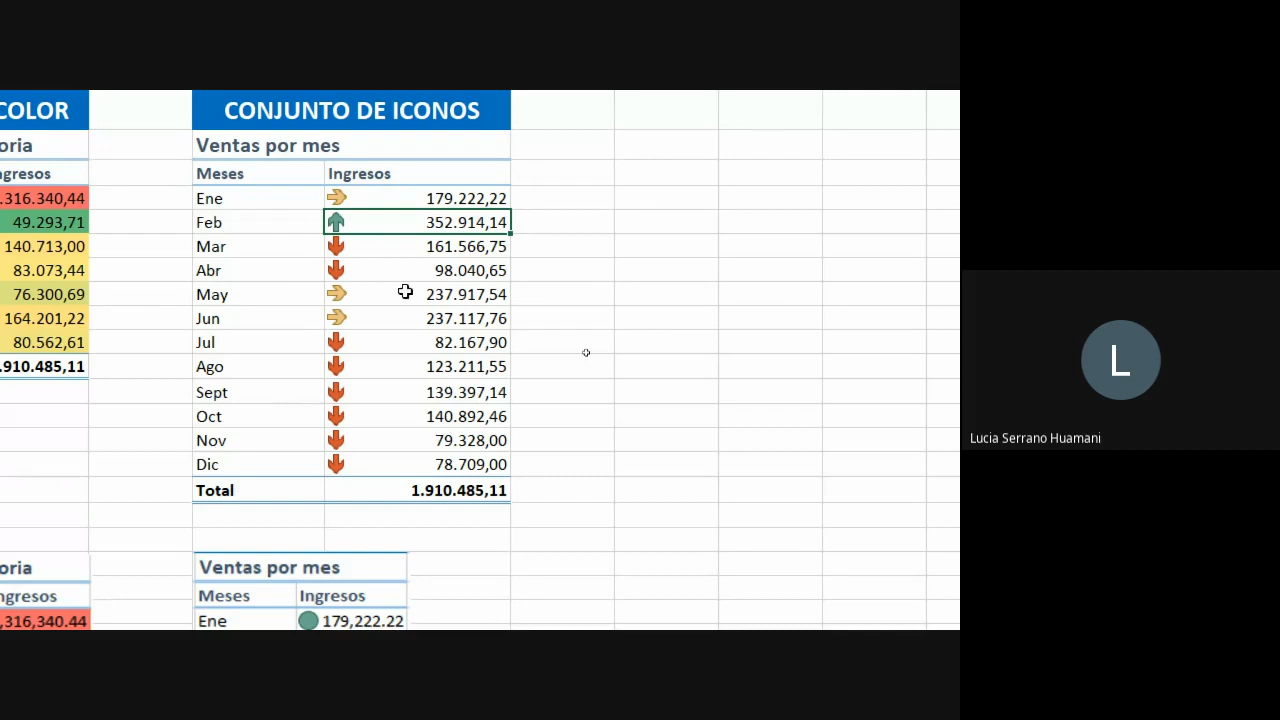 COLOR
oria
ngresos
.316.340,44
49.293,71
140.713,00
83.073,44
76.300,69
164.201,22
80.562,61
.910.485,11
oria
ngresos
,316,340.44
CONJUNTO DE ICONOS
Ventas por mes
Meses Ingresos
Ene 179.222,22
Feb 352.914,14
Mar 161.566,75
Abr 98.040,65
May 237.917,54
Jun 237.117,76
Jul 82.167,90
Ago 123.211,55
Sept 139.397,14
Oct 140.892,46
Nov 79.328,00
Dic 78.709,00
Total 1.910.485,11
Ventas por mes
Meses Ingresos
Ene 179,222.22
L
Lucia Serrano Huamani